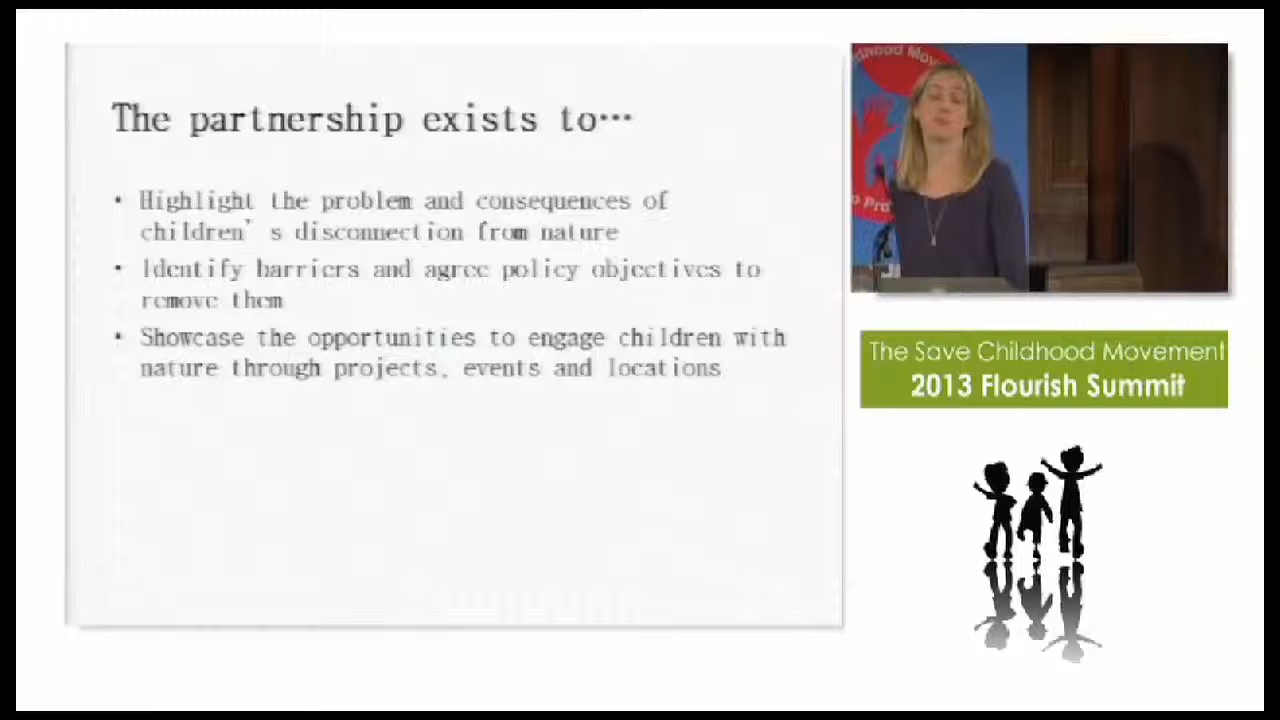 The partnership exists to…
• Highlight the problem and consequences of
children's disconnection from nature
• Identify barriers and agree policy objectives to
remove them
• Showcase the opportunities to engage children with
nature through projects, events and locations
The Save Childhood Movement
2013 Flourish Summit